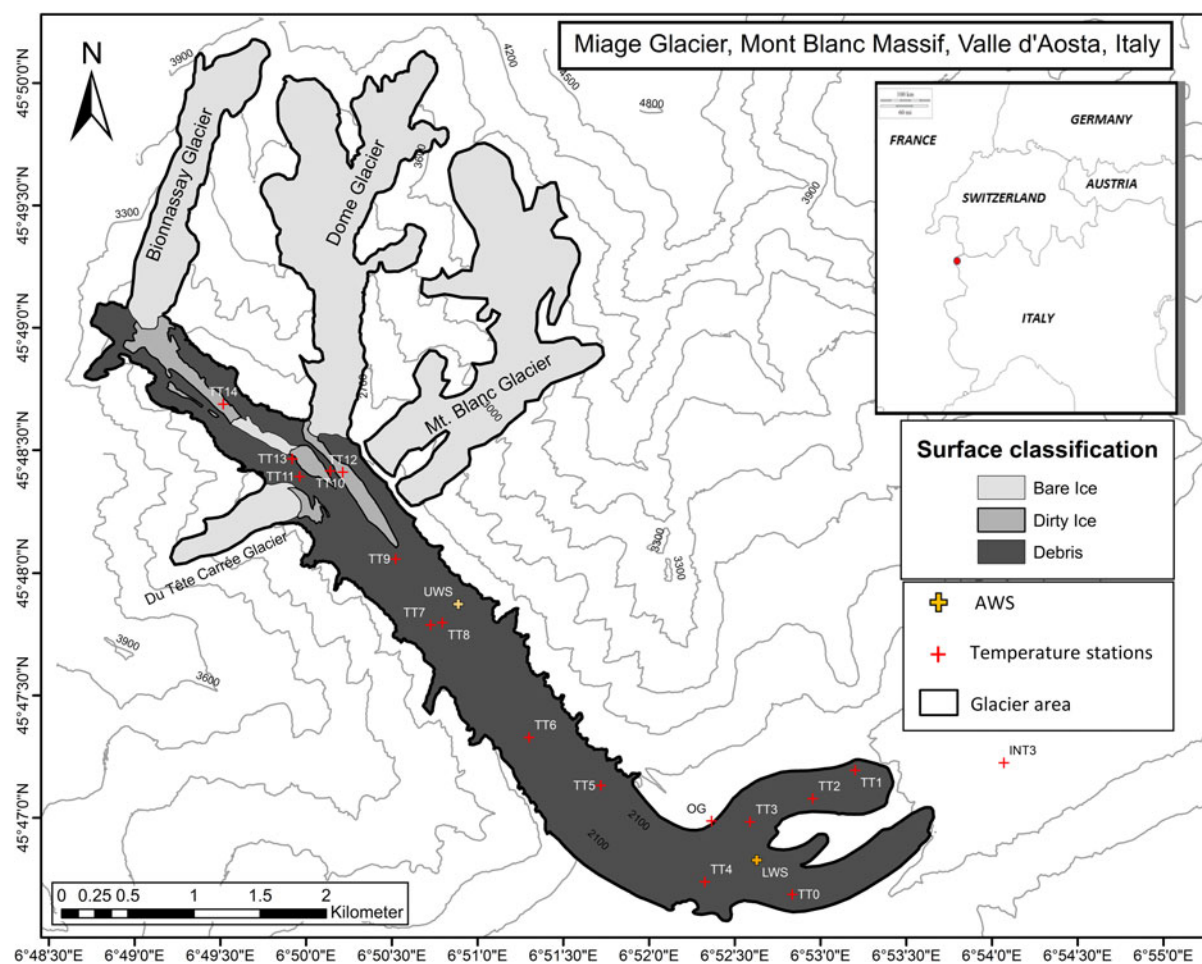 Miage Glacier, Mont Blanc Massif, Valle d'Aosta, Italy
N
3900
4200
4500
4800
3600
3900
3300
2700
3000
3300
3300
3900
3600
2100
2100
Bionnassay Glacier
Dome Glacier
Mt. Blanc Glacier
Du Tête Carrée Glacier
TT14
TT13
TT12
TT11
TT10
TT9
UWS
TT7
TT8
TT6
TT5
TT4
TT3
TT2
TT1
OG
LWS
TT0
INT3
100 km
FRANCE
GERMANY
SWITZERLAND
AUSTRIA
ITALY
Surface classification
Bare Ice
Dirty Ice
Debris
AWS
Temperature stations
Glacier area
0 0.25 0.5 1 1.5 2
Kilometer
45°50'0"N
45°49'30"N
45°49'0"N
45°48'30"N
45°48'0"N
45°47'30"N
45°47'0"N
6°48'30"E 6°49'0"E 6°49'30"E 6°50'0"E 6°50'30"E 6°51'0"E 6°51'30"E 6°52'0"E 6°52'30"E 6°53'0"E 6°53'30"E 6°54'0"E 6°54'30"E 6°55'0"E